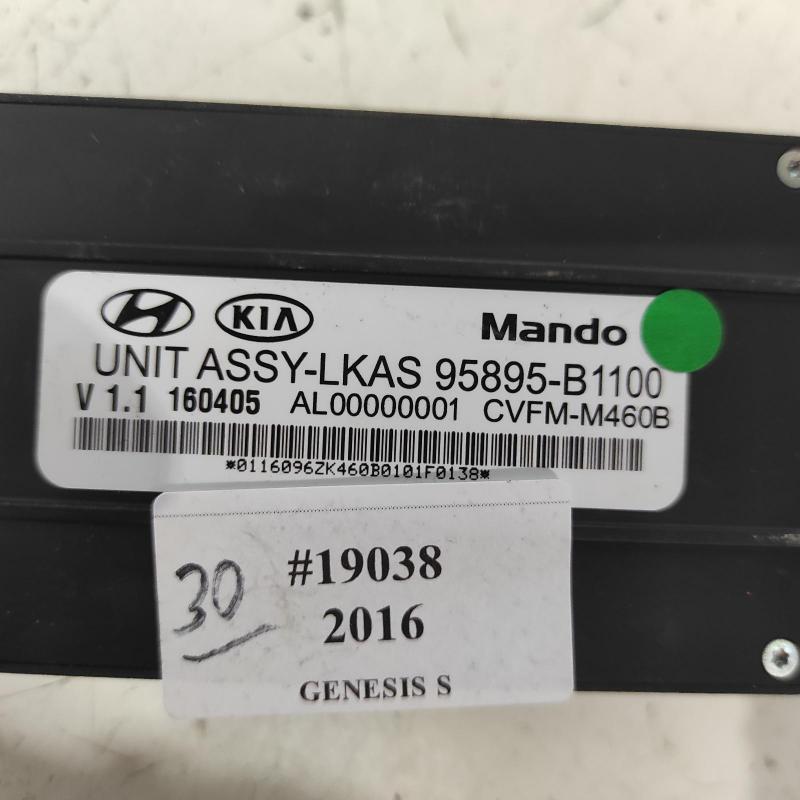 KIA Mando
UNIT ASSY-LKAS 95895-B1100
V 1.1 160405 AL00000001 CVFM-M460B
*0116096ZK460B0101F0138*
30
#19038
2016
GENESIS S